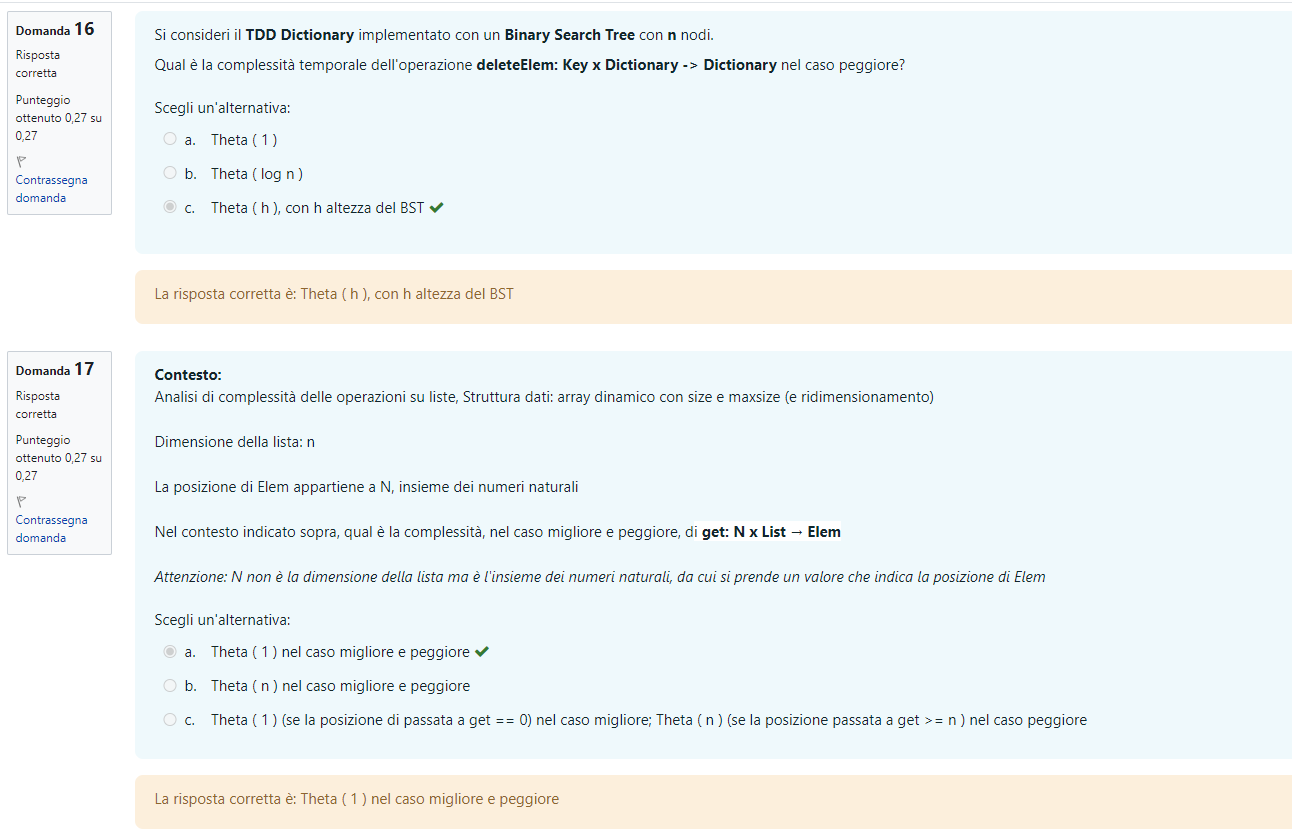 Domanda 16
Risposta
corretta
Punteggio
ottenuto 0,27 su
0,27
Contrassegna
domanda
Si consideri il TDD Dictionary implementato con un Binary Search Tree con n nodi.
Qual è la complessità temporale dell'operazione deleteElem: Key x Dictionary -> Dictionary nel caso peggiore?
Scegli un'alternativa:
a. Theta ( 1 )
b. Theta ( log n )
c. Theta ( h ), con h altezza del BST
La risposta corretta è: Theta ( h ), con h altezza del BST
Domanda 17
Risposta
corretta
Punteggio
ottenuto 0,27 su
0,27
Contrassegna
domanda
Contesto:
Analisi di complessità delle operazioni su liste, Struttura dati: array dinamico con size e maxsize (e ridimensionamento)
Dimensione della lista: n
La posizione di Elem appartiene a N, insieme dei numeri naturali
Nel contesto indicato sopra, qual è la complessità, nel caso migliore e peggiore, di get: N x List → Elem
Attenzione: N non è la dimensione della lista ma è l'insieme dei numeri naturali, da cui si prende un valore che indica la posizione di Elem
Scegli un'alternativa:
a. Theta ( 1 ) nel caso migliore e peggiore
b. Theta ( n ) nel caso migliore e peggiore
c. Theta ( 1 ) (se la posizione di passata a get == 0) nel caso migliore; Theta ( n ) (se la posizione passata a get >= n ) nel caso peggiore
La risposta corretta è: Theta ( 1 ) nel caso migliore e peggiore